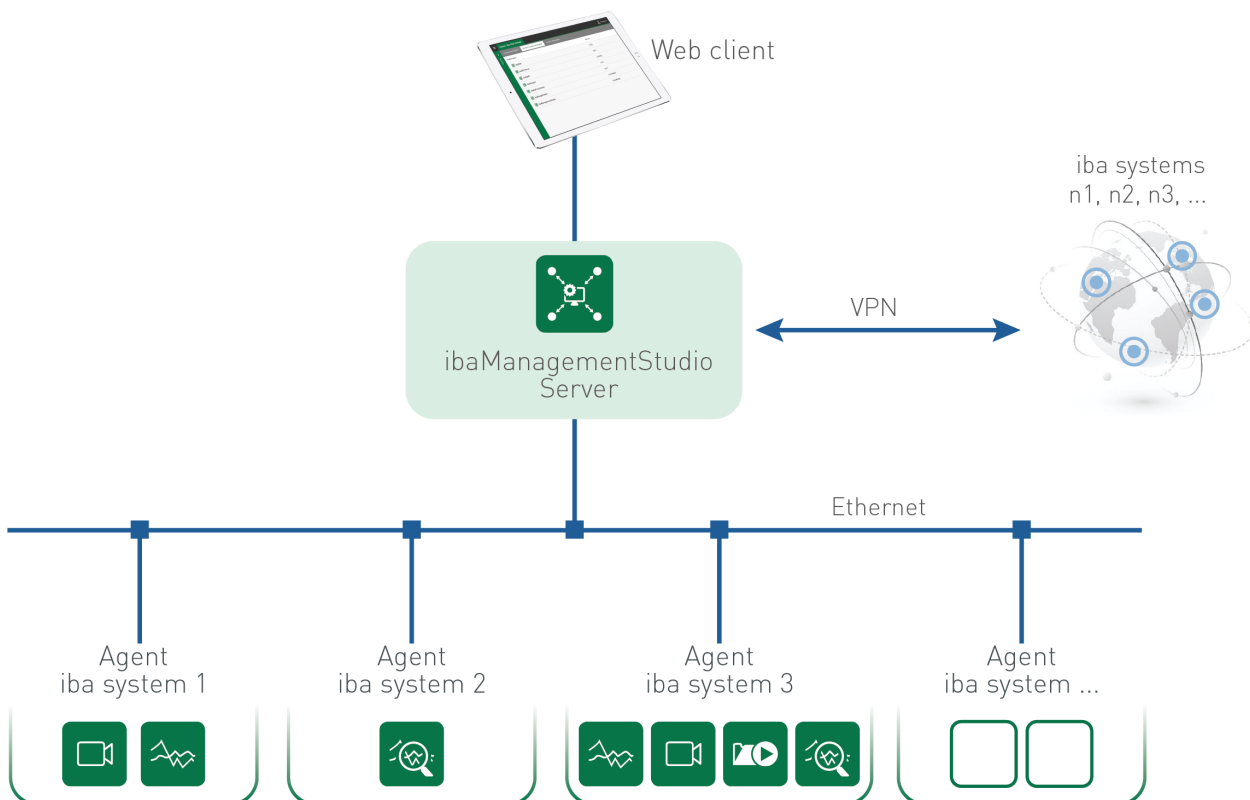 Web client
iba systems
n1, n2, n3, ...
VPN
ibaManagementStudio
Server
Ethernet
Agent
iba system 1
Agent
iba system 2
Agent
iba system 3
Agent
iba system ...